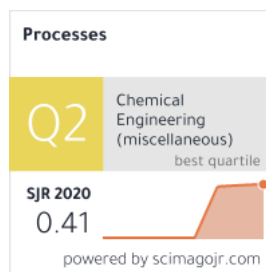 Processes
Q2
Chemical
Engineering
(miscellaneous)
best quartile
SJR 2020
0.41
powered by scimagojr.com